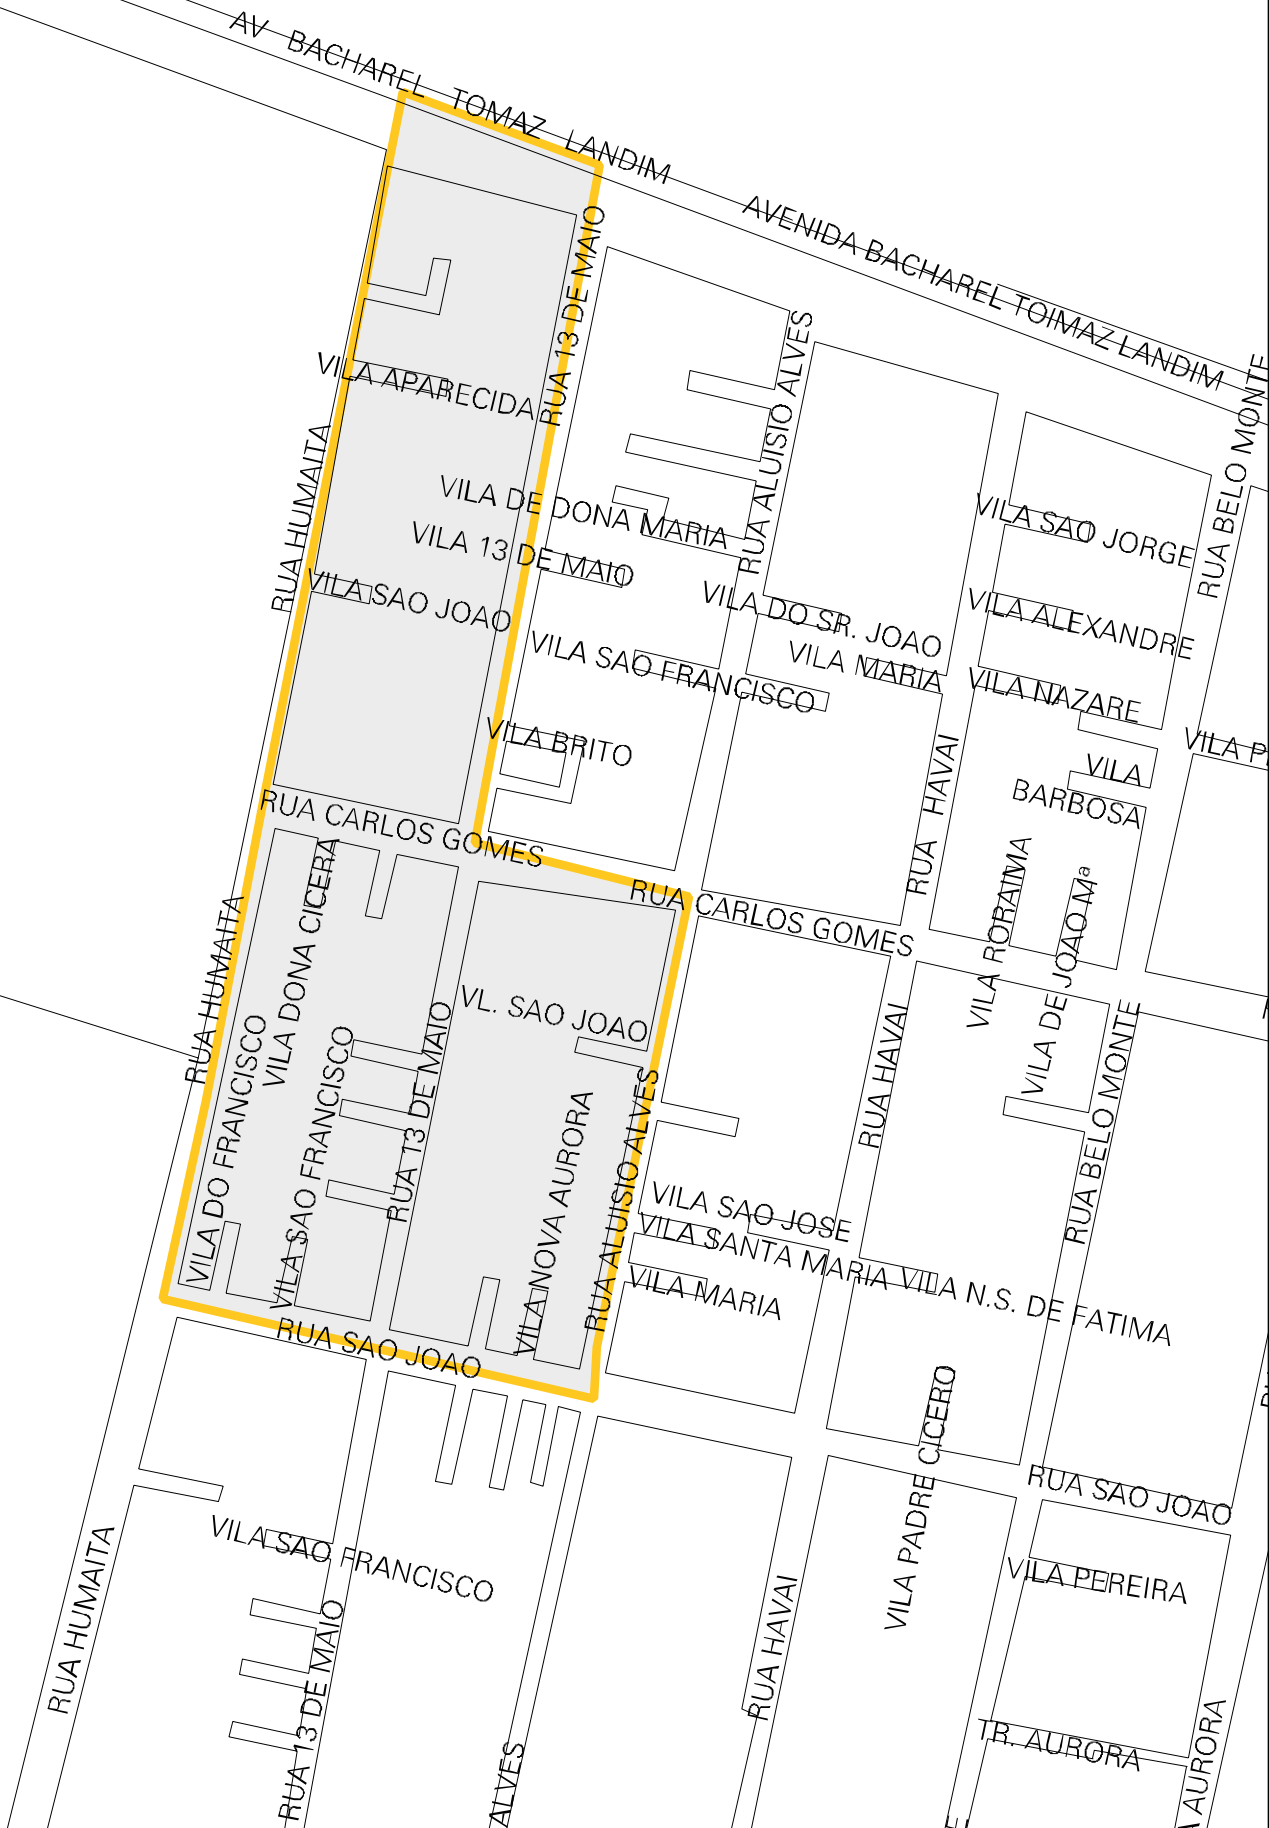 AV BACHAREL TOMAZ LANDIM
AVENIDA BACHAREL TOIMAZ LANDIM
RUA 13 DE MAIO
RUA ALUISIO ALVES
RUA BELO MONTE
VILA APARECIDA
RUA HUMAITA
VILA DE DONA MARIA
VILA 13 DE MAIO
VILA SAO JORGE
VILA SAO JOAO
VILA DO SR. JOAO
VILA ALEXANDRE
VILA SAO FRANCISCO
VILA MARIA
VILA NAZARE
VILA BRITO
RUA HAVAI
VILA
BARBOSA
RUA CARLOS GOMES
RUA CARLOS GOMES
VILA DONA CICERA
VILA RORAIMA
VILA DE JOAO Mª
RUA HUMAITA
VL. SAO JOAO
RUA 13 DE MAIO
RUA HAVAI
RUA BELO MONTE
VILA DO FRANCISCO
VILA SAO FRANCISCO
VILA NOVA AURORA
RUA ALUISIO ALVES
VILA SAO JOSE
VILA SANTA MARIA
VILA N.S. DE FATIMA
VILA MARIA
RUA SAO JOAO
VILA PADRE CICERO
RUA SAO JOAO
VILA SAO FRANCISCO
RUA HUMAITA
VILA PEREIRA
RUA 13 DE MAIO
RUA HAVAI
TR. AURORA
ALVES
AURORA